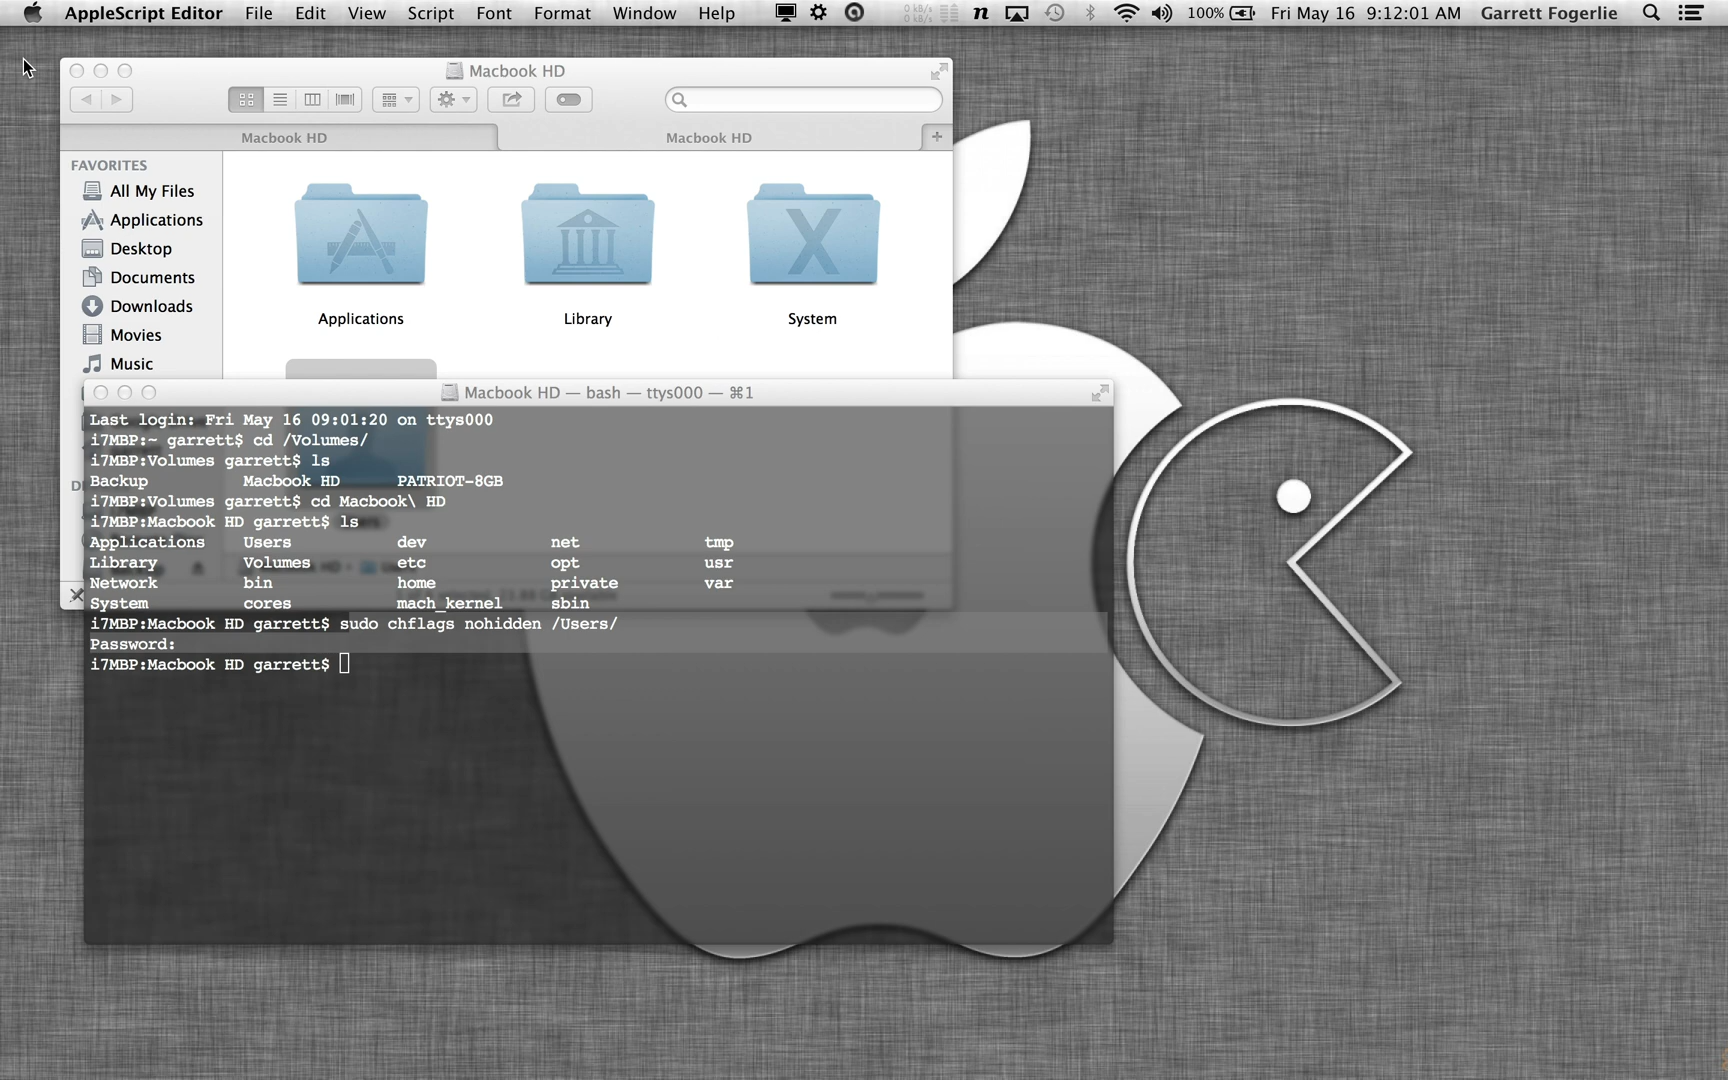 AppleScript Editor File Edit View Script Font Format Window Help 100% Fri May 16 9:12:01 AM Garrett Fogerlie
Macbook HD
Macbook HD Macbook HD +
FAVORITES
All My Files
Applications
Desktop
Documents
Downloads
Movies
Music
Applications Library System
Macbook HD — bash — ttys000 — ⌘1
Last login: Fri May 16 09:01:20 on ttys000
i7MBP:~ garrett$ cd /Volumes/
i7MBP:Volumes garrett$ ls
Backup Macbook HD PATRIOT-8GB
i7MBP:Volumes garrett$ cd Macbook\ HD
i7MBP:Macbook HD garrett$ ls
Applications Users dev net tmp
Library Volumes etc opt usr
Network bin home private var
System cores mach_kernel sbin
i7MBP:Macbook HD garrett$ sudo chflags nohidden /Users/
Password:
i7MBP:Macbook HD garrett$